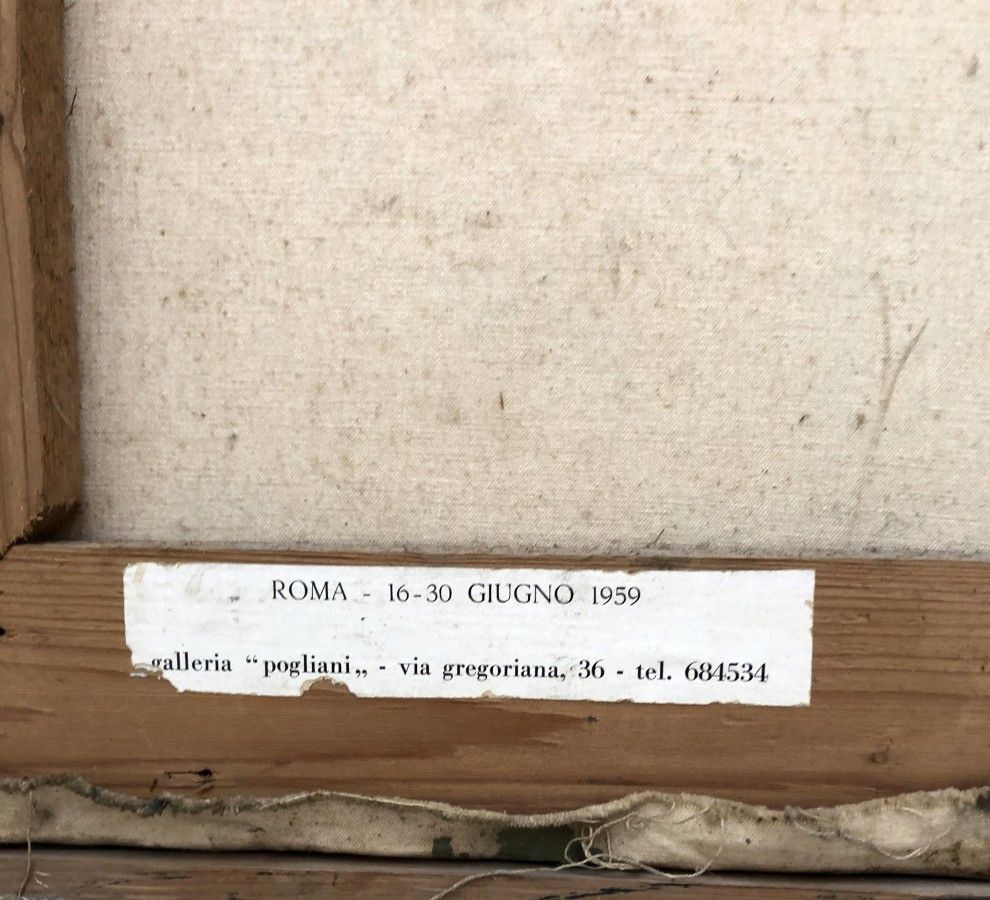 ROMA - 16-30 GIUGNO 1959
galleria “pogliani„ - via gregoriana, 36 - tel. 684534